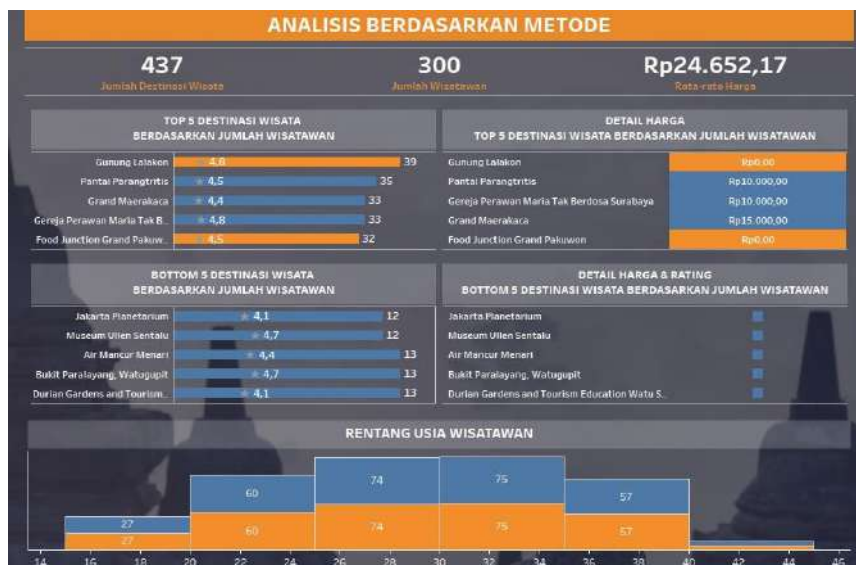 ANALISIS BERDASARKAN METODE
437
Jumlah Destinasi Wisata
300
Jumlah Wisatawan
Rp24.652,17
Rata-rata Harga
TOP 5 DESTINASI WISATA
BERDASARKAN JUMLAH WISATAWAN
Gunung Lalakon 4,6 39
Pantai Parangtritis 4,5 35
Grand Maerakaca 4,4 33
Gereja Perawan Maria Tak B.. 4,8 33
Food Junction Grand Pakuw.. 4,5 32
DETAIL HARGA
TOP 5 DESTINASI WISATA BERDASARKAN JUMLAH WISATAWAN
Gunung Lalakon Rp0,00
Pantai Parangtritis Rp10.000,00
Gereja Perawan Maria Tak Berdosa Surabaya Rp10.000,00
Grand Maerakaca Rp15.000,00
Food Junction Grand Pakuwon Rp0,00
BOTTOM 5 DESTINASI WISATA
BERDASARKAN JUMLAH WISATAWAN
Jakarta Planetarium 4,1 12
Museum Ullen Sentalu 4,7 12
Air Mancur Menari 4,4 13
Bukit Paralayang, Watugupit 4,7 13
Durian Gardens and Tourism.. 4,1 13
DETAIL HARGA & RATING
BOTTOM 5 DESTINASI WISATA BERDASARKAN JUMLAH WISATAWAN
Jakarta Planetarium
Museum Ullen Sentalu
Air Mancur Menari
Bukit Paralayang, Watugupit
Durian Gardens and Tourism Education Watu S..
RENTANG USIA WISATAWAN
27 60 74 75 57
27 60 74 75 57
14 16 18 20 22 24 26 28 30 32 34 36 38 40 42 44 46